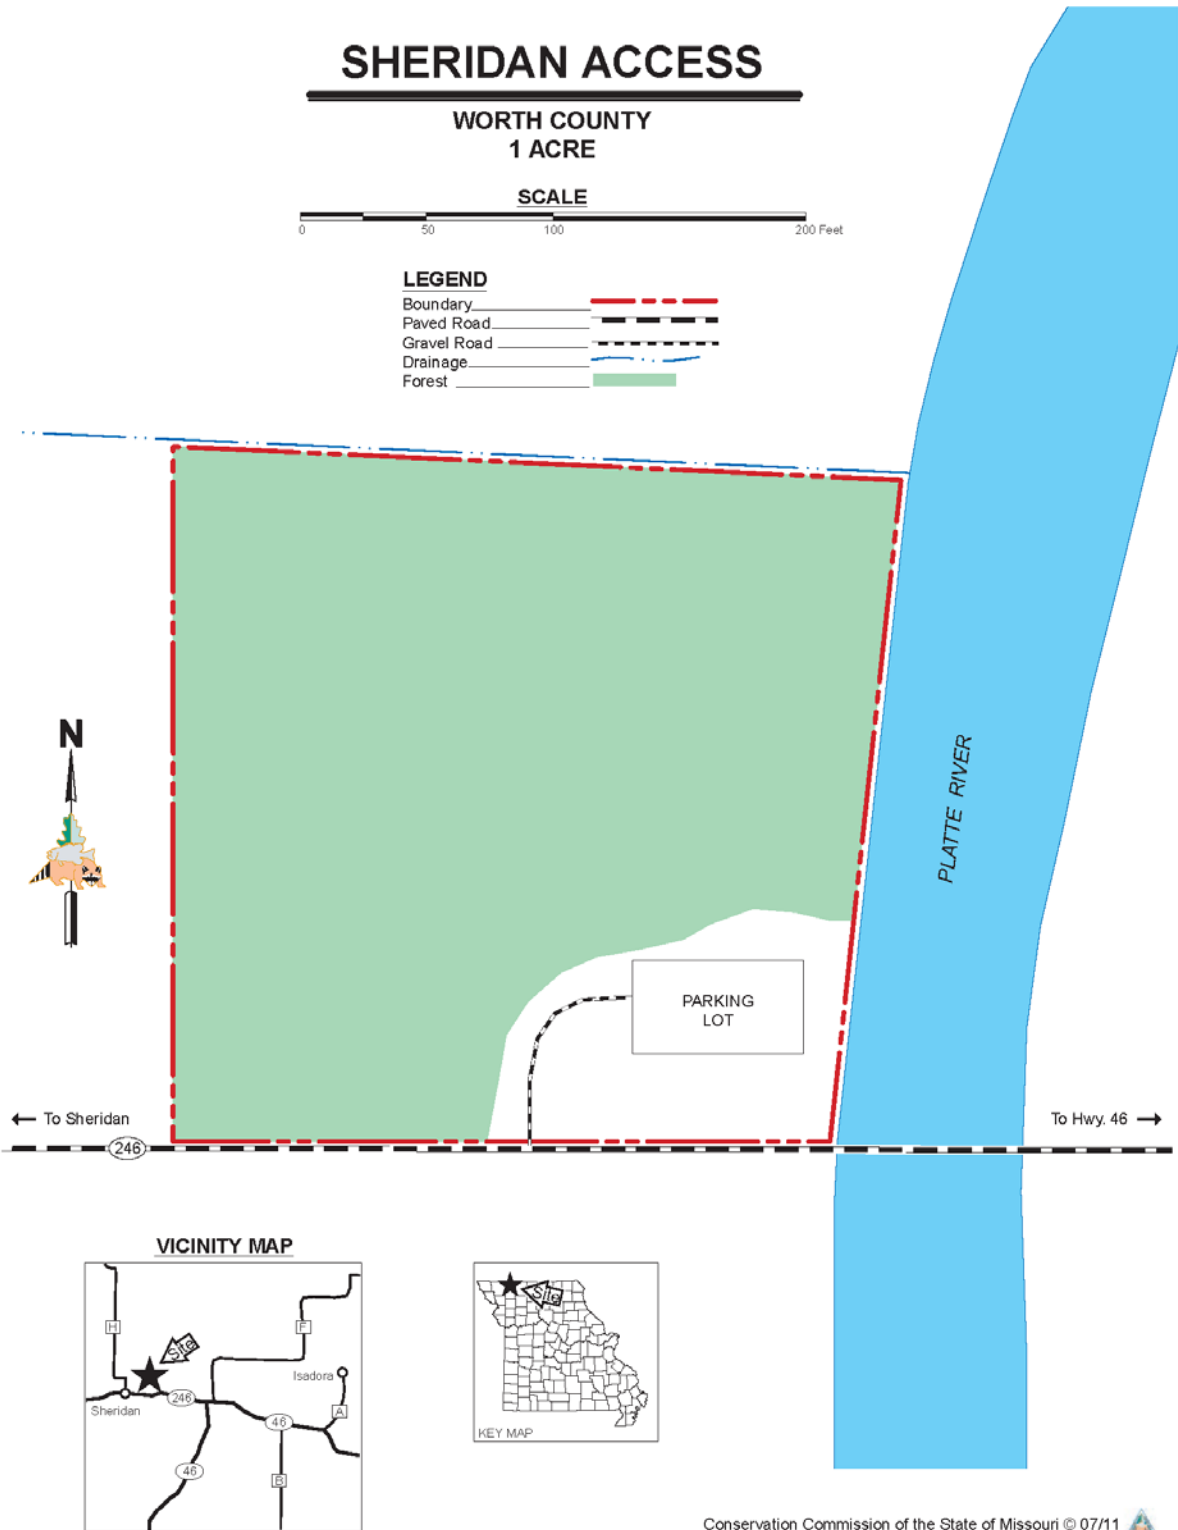 SHERIDAN ACCESS
WORTH COUNTY
1 ACRE
SCALE
0 50 100 200 Feet
LEGEND
Boundary
Paved Road
Gravel Road
Drainage
Forest
N
PLATTE RIVER
PARKING
LOT
To Sheridan
To Hwy. 46
246
VICINITY MAP
H
F
Site
Isadora
Sheridan
246
A
46
46
B
Site
KEY MAP
Conservation Commission of the State of Missouri © 07/11